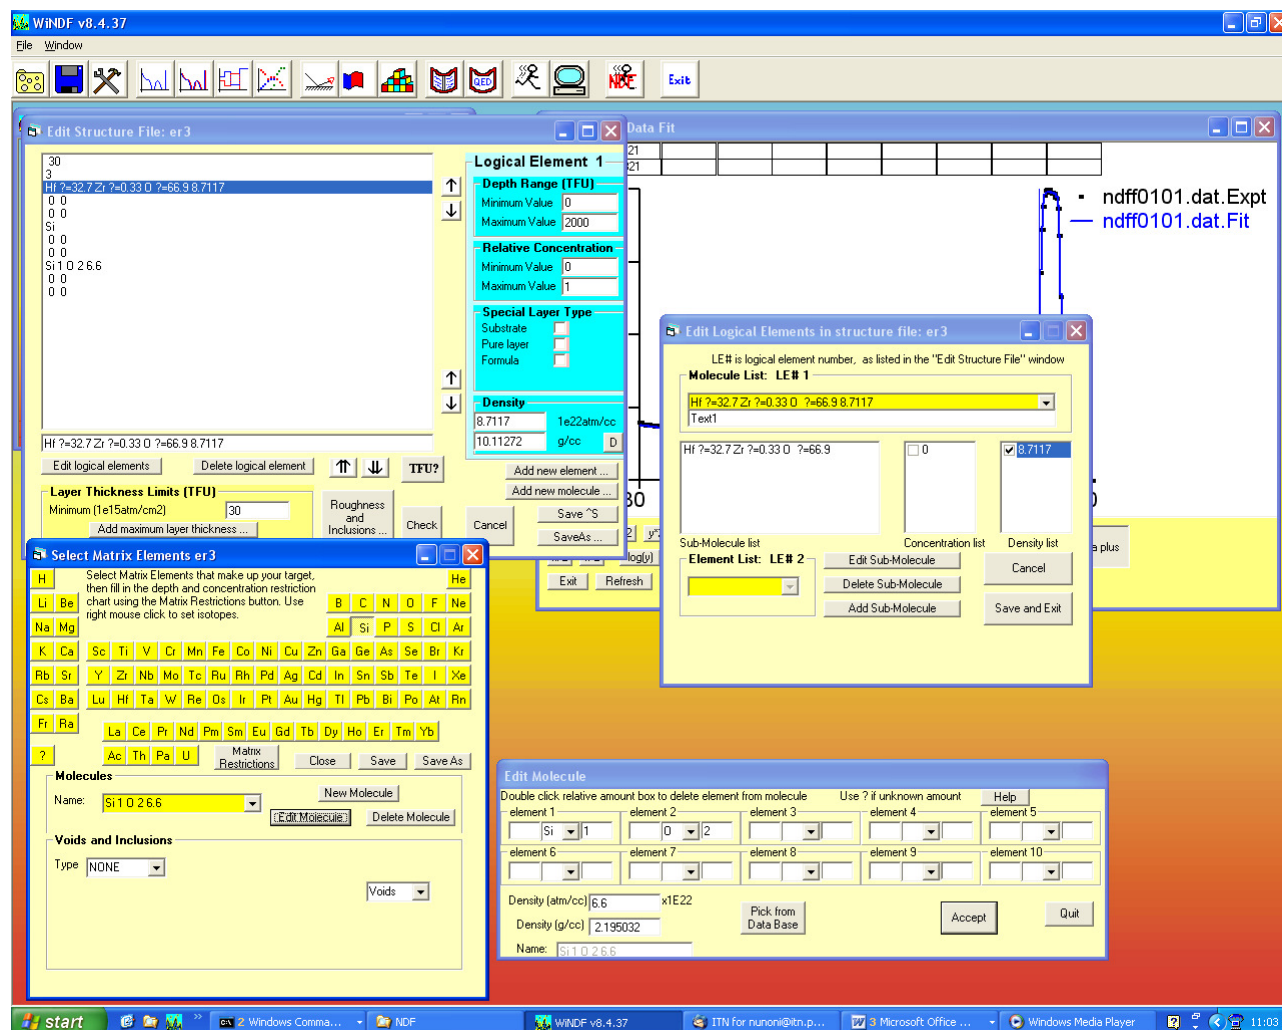 WiNDF v8.4.37
File Window
QED NDF Exit
Edit Structure File: er3
30
3
Hf ?=32.7 Zr ?=0.33 O ?=66.9 8.7117
0 0
0 0
Si
0 0
0 0
Si 1 O 2 6.6
0 0
0 0
Hf ?=32.7 Zr ?=0.33 O ?=66.9 8.7117
Edit logical elements Delete logical element TFU?
Layer Thickness Limits (TFU)
Minimum (1e15atm/cm2) 30
Add maximum layer thickness ...
Roughness
and
Inclusions ...
Check Cancel
Logical Element 1
Depth Range (TFU)
Minimum Value 0
Maximum Value 2000
Relative Concentration
Minimum Value 0
Maximum Value 1
Special Layer Type
Substrate
Pure layer
Formula
Density
8.7117 1e22atm/cc
10.11272 g/cc D
Add new element ...
Add new molecule ...
Save ^S
SaveAs ...
Data Fit
ndff0101.dat.Expt
ndff0101.dat.Fit
log(y)
a plus
Exit Refresh
Edit Logical Elements in structure file: er3
LE# is logical element number, as listed in the "Edit Structure File" window
Molecule List: LE# 1
Hf ?=32.7 Zr ?=0.33 O ?=66.9 8.7117
Text1
Hf ?=32.7 Zr ?=0.33 O ?=66.9
0
8.7117
Sub-Molecule list Concentration list Density list
Element List: LE# 2
Edit Sub-Molecule
Delete Sub-Molecule
Add Sub-Molecule
Cancel
Save and Exit
Select Matrix Elements er3
Select Matrix Elements that make up your target,
then fill in the depth and concentration restriction
chart using the Matrix Restrictions button. Use
right mouse click to set isotopes.
H He
Li Be B C N O F Ne
Na Mg Al Si P S Cl Ar
K Ca Sc Ti V Cr Mn Fe Co Ni Cu Zn Ga Ge As Se Br Kr
Rb Sr Y Zr Nb Mo Tc Ru Rh Pd Ag Cd In Sn Sb Te I Xe
Cs Ba Lu Hf Ta W Re Os Ir Pt Au Hg Tl Pb Bi Po At Rn
Fr Ra La Ce Pr Nd Pm Sm Eu Gd Tb Dy Ho Er Tm Yb
? Ac Th Pa U
Matrix
Restrictions
Close Save Save As
Molecules
Name: Si 1 O 2 6.6
New Molecule
Edit Molecule Delete Molecule
Voids and Inclusions
Type NONE
Voids
Edit Molecule
Double click relative amount box to delete element from molecule Use ? if unknown amount Help
element 1 element 2 element 3 element 4 element 5
Si 1 O 2
element 6 element 7 element 8 element 9 element 10
Density (atm/cc) 6.6 x1E22
Density (g/cc) 2.195032
Name: Si 1 O 2 6.6
Pick from
Data Base
Accept Quit
start 2 Windows Comma... NDF WiNDF v8.4.37 ITN for nunoni@itn.p... 3 Microsoft Office ... Windows Media Player 11:03